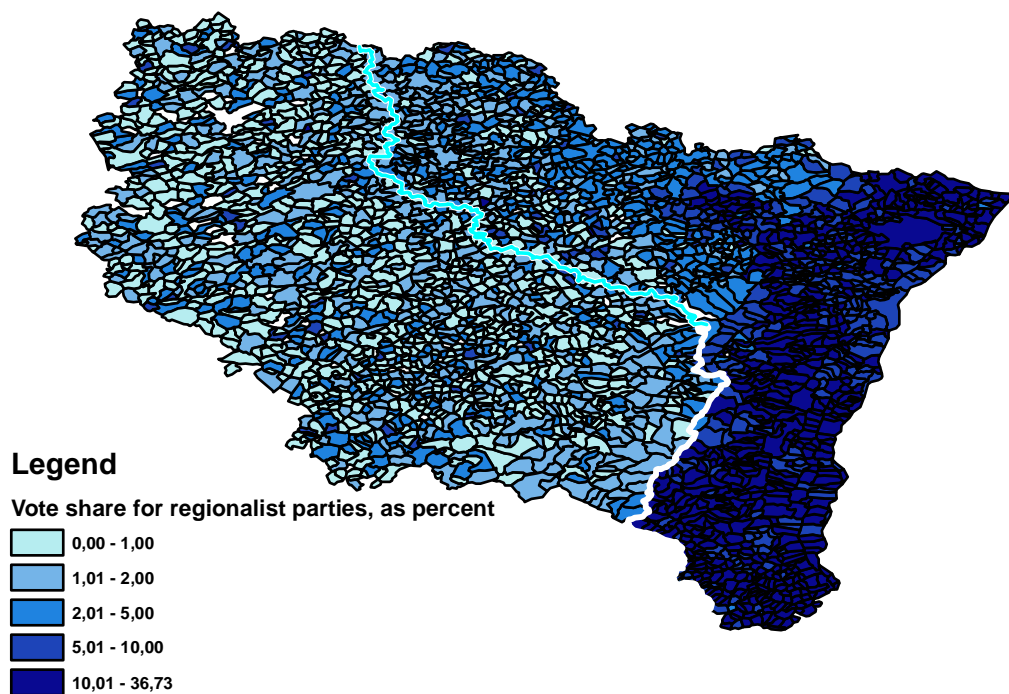 Legend
Vote share for regionalist parties, as percent
0,00 - 1,00
1,01 - 2,00
2,01 - 5,00
5,01 - 10,00
10,01 - 36,73